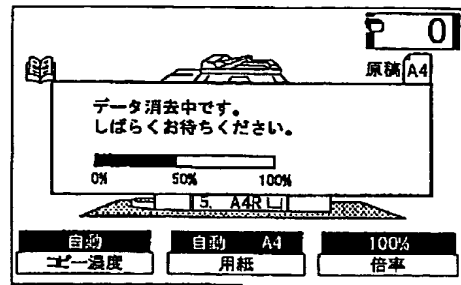 0
原稿 A4
データ消去中です。
しばらくお待ちください。
0% 50% 100%
5. A4R
自動 自動 A4 100%
コピー濃度 用紙 倍率